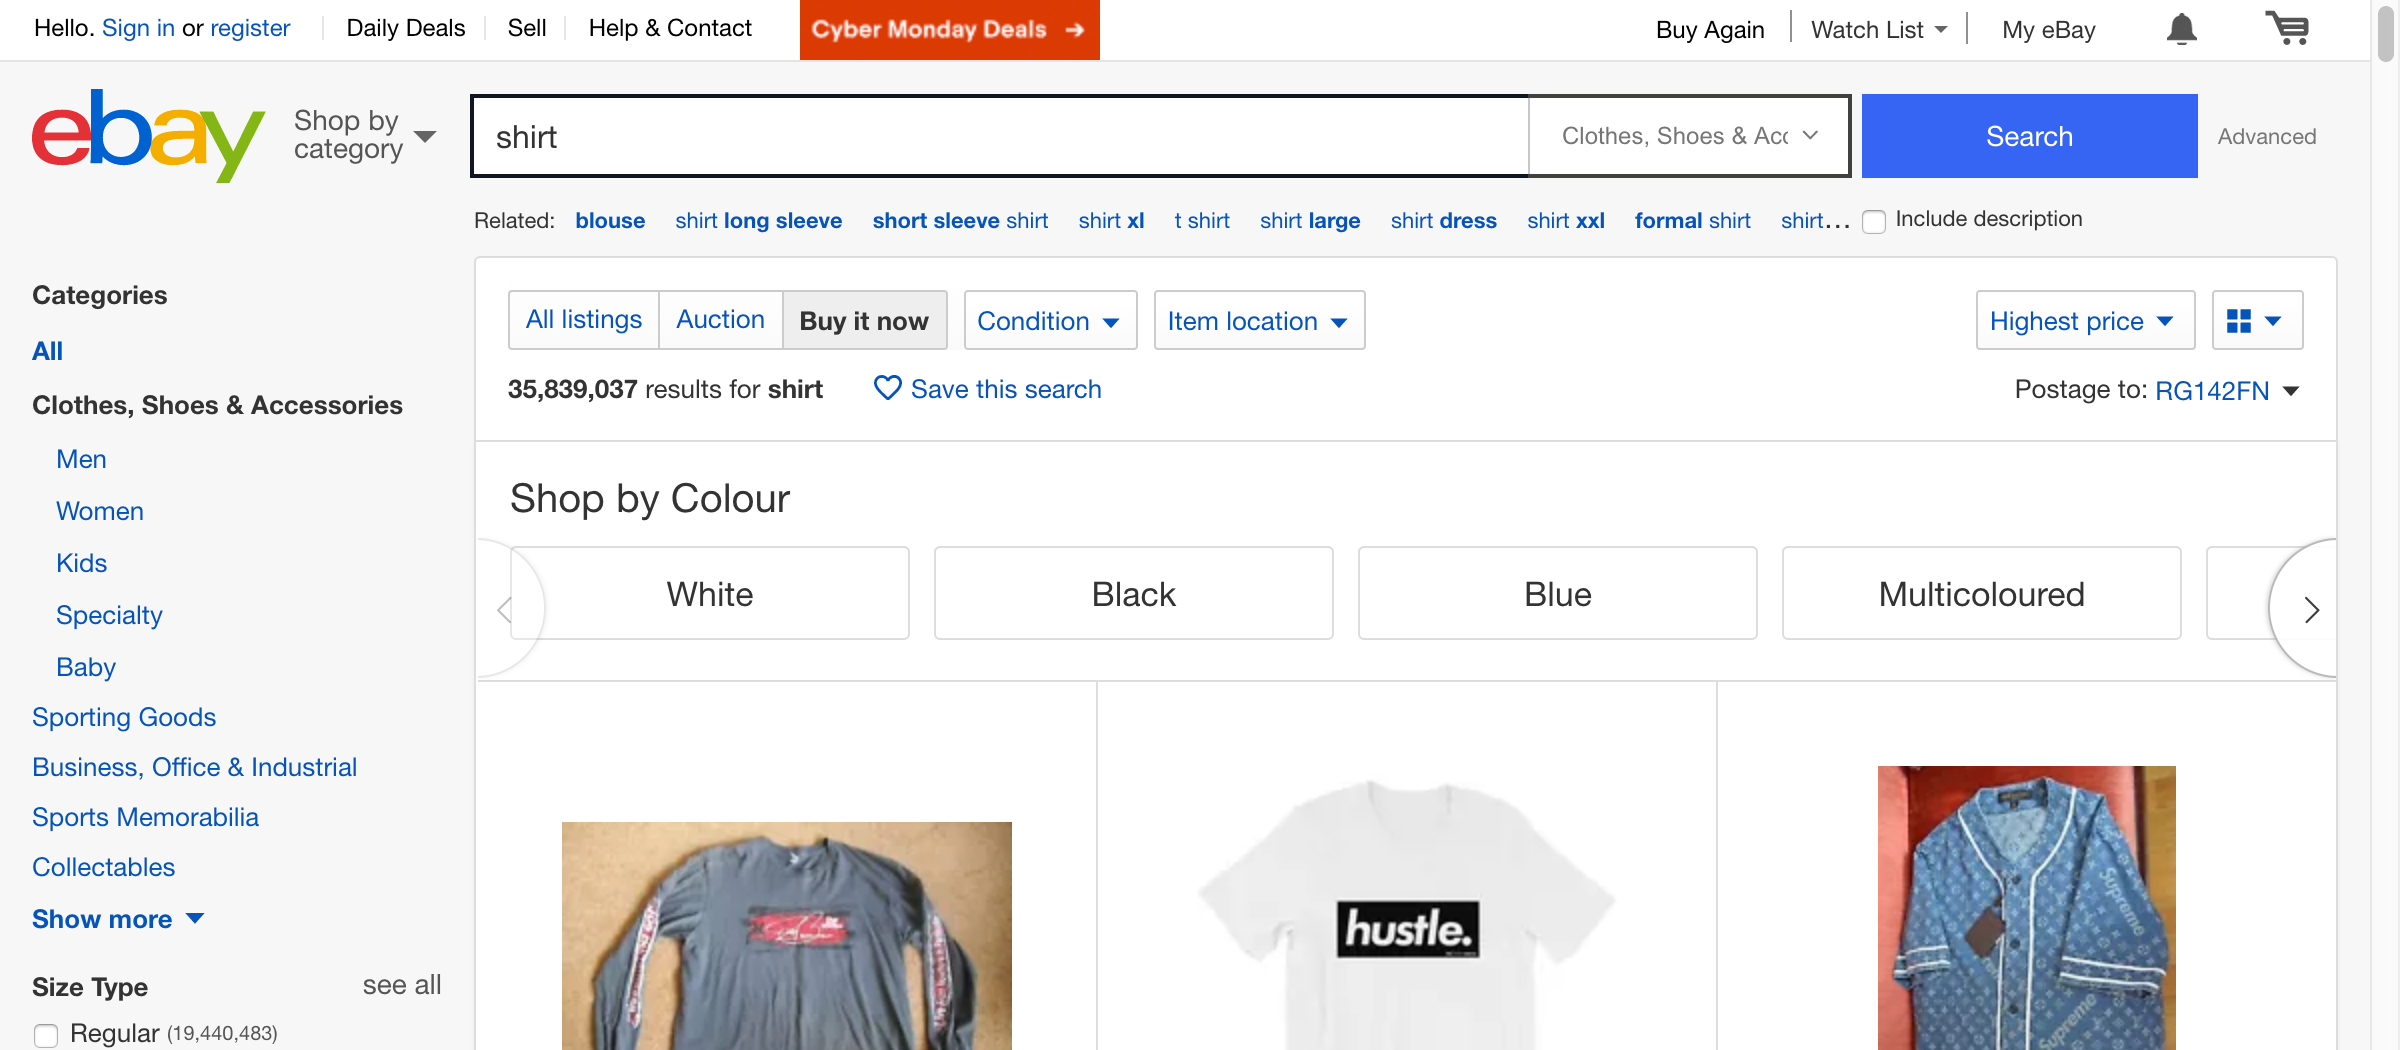 Hello. Sign in or register
Daily Deals
Sell
Help & Contact
Cyber Monday Deals →
Buy Again
Watch List
My eBay
ebay
Shop by
category
shirt
Clothes, Shoes & Acc
Search
Advanced
Related: blouse shirt long sleeve short sleeve shirt shirt xl t shirt shirt large shirt dress shirt xxl formal shirt shirt...
Include description
Categories
All
Clothes, Shoes & Accessories
Men
Women
Kids
Specialty
Baby
Sporting Goods
Business, Office & Industrial
Sports Memorabilia
Collectables
Show more
Size Type
see all
Regular (19,440,483)
All listings
Auction
Buy it now
Condition
Item location
Highest price
35,839,037 results for shirt
Save this search
Postage to: RG142FN
Shop by Colour
White
Black
Blue
Multicoloured
hustle.
Supreme
Supreme